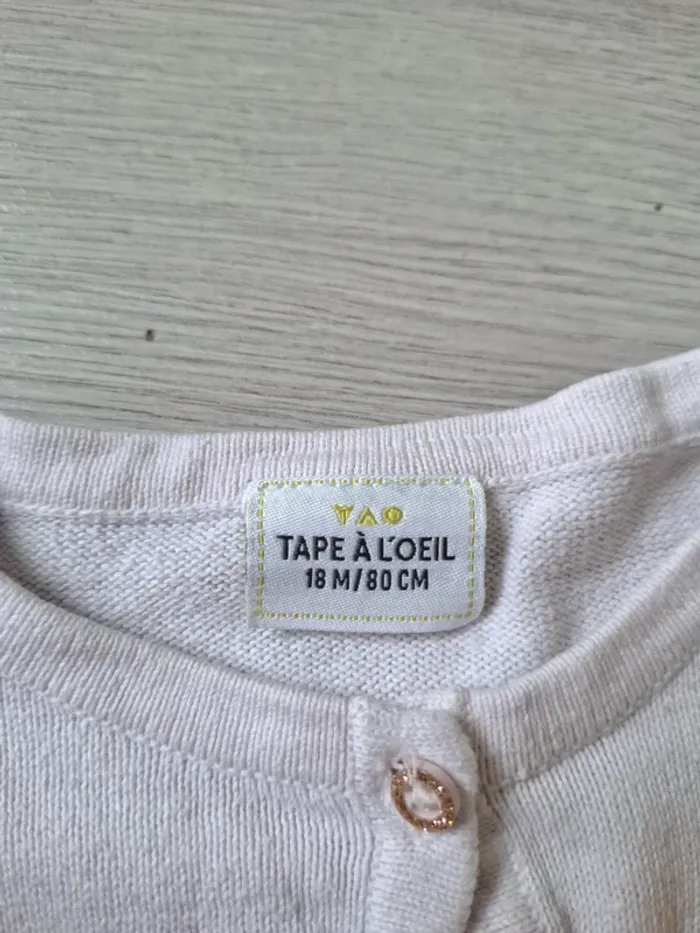 TAO
TAPE À L'OEIL
18 M/80 CM